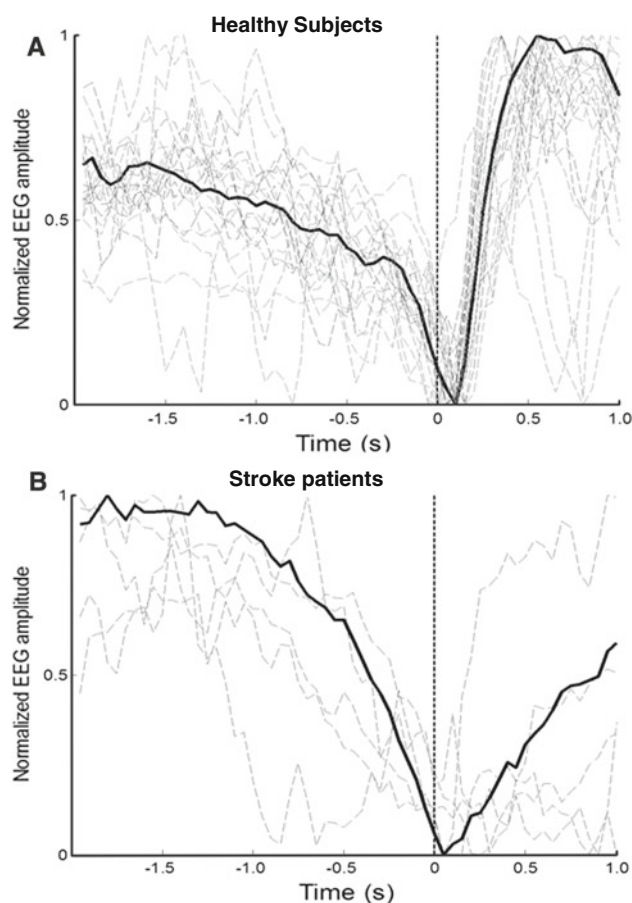 Healthy Subjects
A
1
0.5
0
Normalized EEG amplitude
-1.5 -1.0 -0.5 0 0.5 1.0
Time (s)
B
Stroke patients
1
0.5
0
Normalized EEG amplitude
-1.5 -1.0 -0.5 0 0.5 1.0
Time (s)